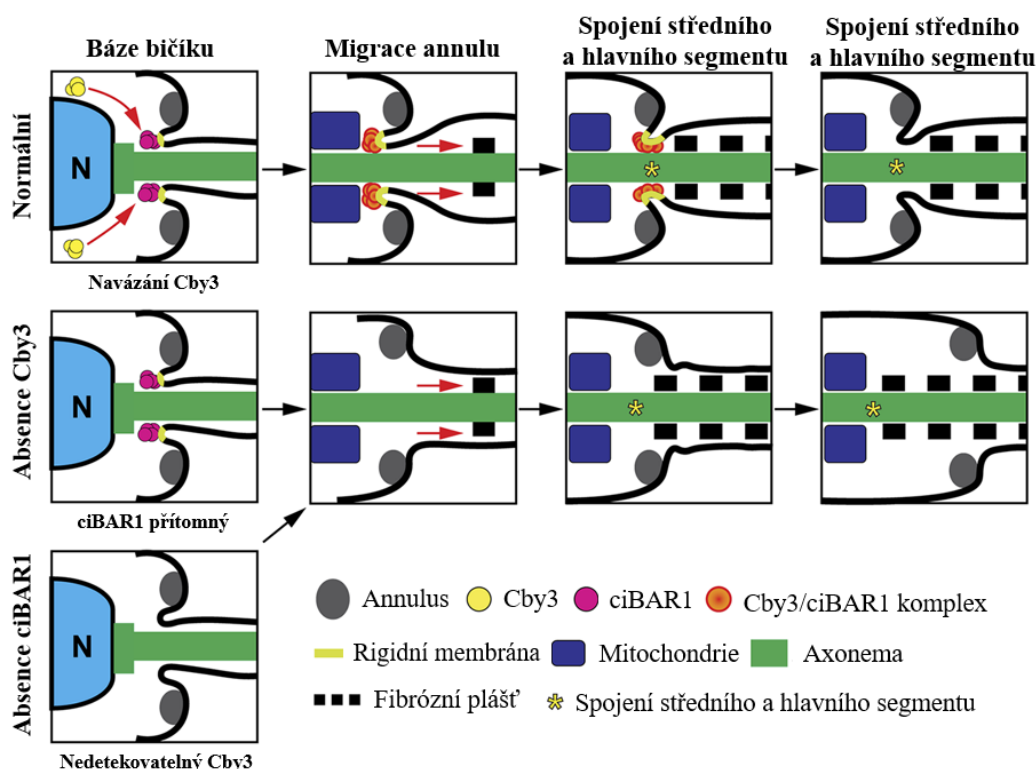 Báze bičíku
Migrace annulu
Spojení středního
a hlavního segmentu
Spojení středního
a hlavního segmentu
Normální
N
Navázání Cby3
Absence Cby3
N
ciBAR1 přítomný
Absence ciBAR1
N
Nedetekovatelný Cby3
Annulus
Cby3
ciBAR1
Cby3/ciBAR1 komplex
Rigidní membrána
Mitochondrie
Axonema
Fibrózní plášť
* Spojení středního a hlavního segmentu